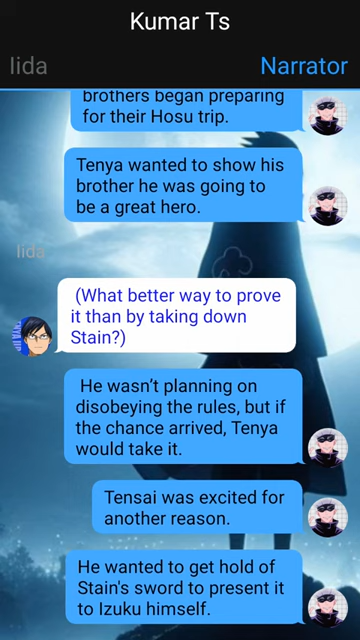 Kumar Ts
Iida
Narrator
brothers began preparing
for their Hosu trip.
Tenya wanted to show his
brother he was going to
be a great hero.
Iida
(What better way to prove
it than by taking down
Stain?)
He wasn't planning on
disobeying the rules, but if
the chance arrived, Tenya
would take it.
Tensai was excited for
another reason.
He wanted to get hold of
Stain's sword to present it
to Izuku himself.